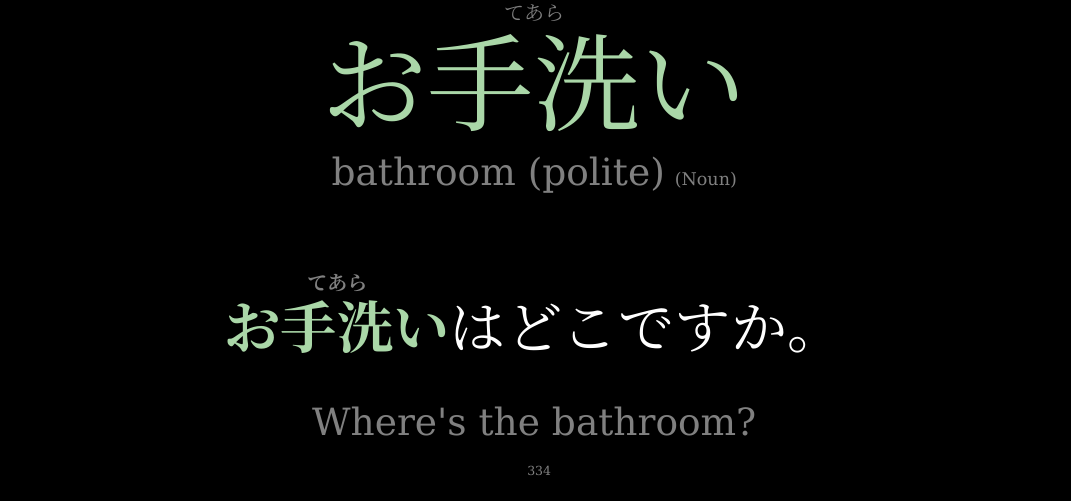 てあら
お手洗い
bathroom (polite) (Noun)
てあら
お手洗いはどこですか。
Where's the bathroom?
334